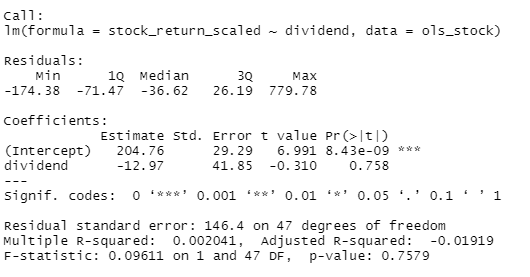 Call:
lm(formula = stock_return_scaled ~ dividend, data = ols_stock)
Residuals:
Min 1Q Median 3Q Max
-174.38 -71.47 -36.62 26.19 779.78
Coefficients:
Estimate Std. Error t value Pr(>|t|)
(Intercept) 204.76 29.29 6.991 8.43e-09 ***
dividend -12.97 41.85 -0.310 0.758
---
Signif. codes: 0 ‘***’ 0.001 ‘**’ 0.01 ‘*’ 0.05 ‘.’ 0.1 ‘ ’ 1
Residual standard error: 146.4 on 47 degrees of freedom
Multiple R-squared: 0.002041, Adjusted R-squared: -0.01919
F-statistic: 0.09611 on 1 and 47 DF, p-value: 0.7579